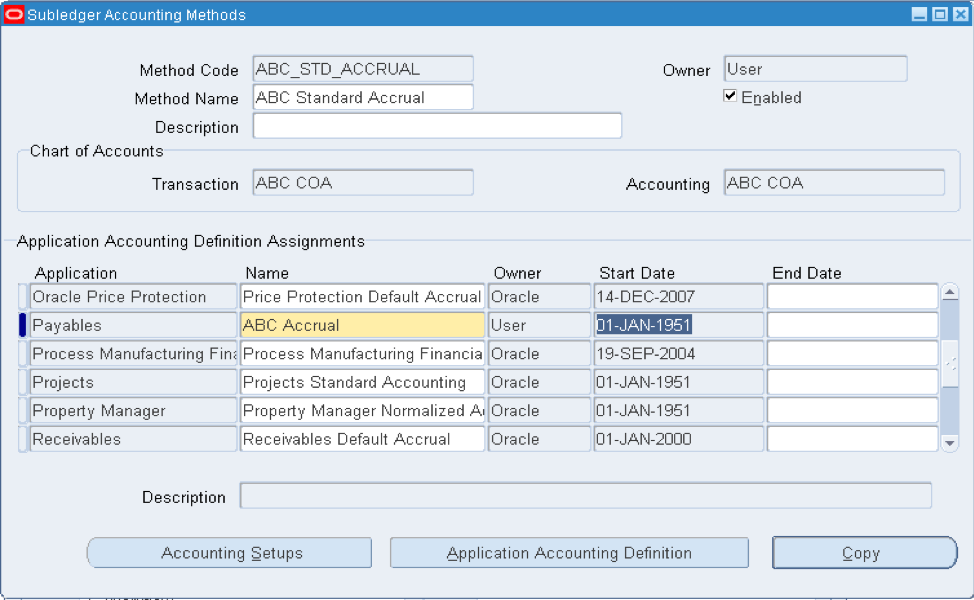 Subledger Accounting Methods
Method Code ABC_STD_ACCRUAL Owner User
Method Name ABC Standard Accrual Enabled
Description
Chart of Accounts
Transaction ABC COA Accounting ABC COA
Application Accounting Definition Assignments
Application Name Owner Start Date End Date
Oracle Price Protection Price Protection Default Accrual Oracle 14-DEC-2007
Payables ABC Accrual User 01-JAN-1951
Process Manufacturing Fina Process Manufacturing Financia Oracle 19-SEP-2004
Projects Projects Standard Accounting Oracle 01-JAN-1951
Property Manager Property Manager Normalized A Oracle 01-JAN-1951
Receivables Receivables Default Accrual Oracle 01-JAN-2000
Description
Accounting Setups Application Accounting Definition Copy